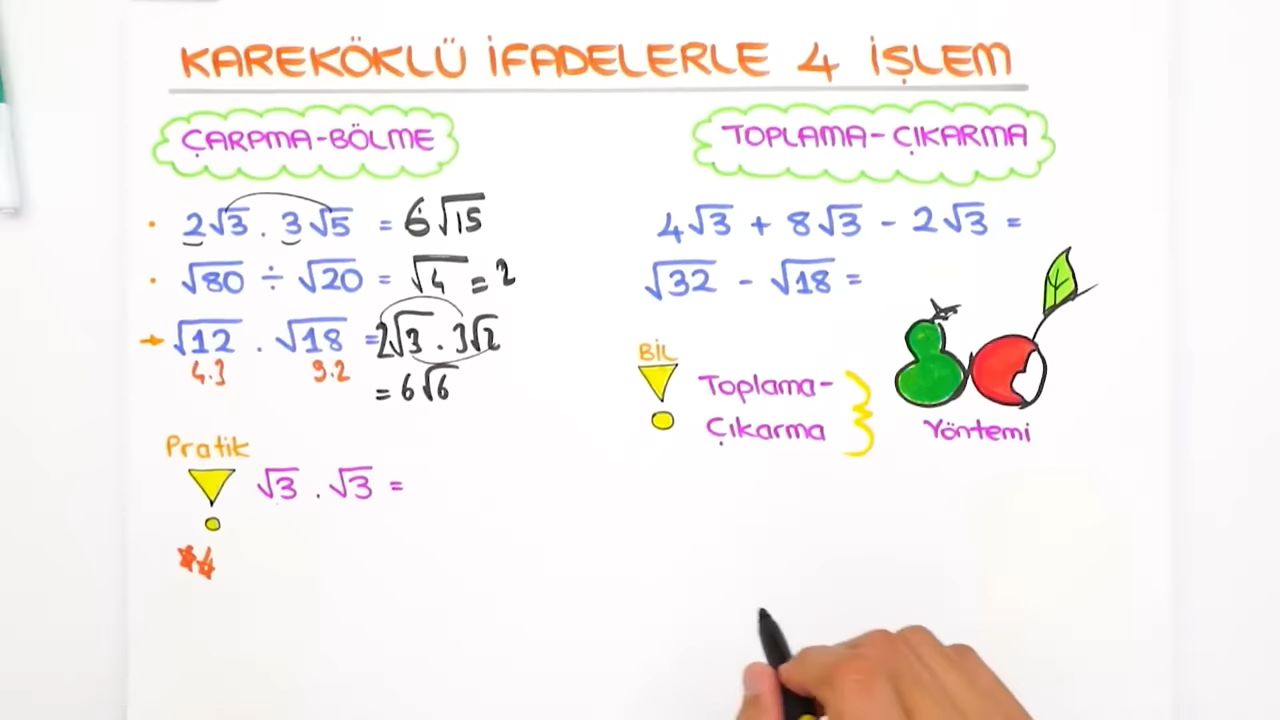 KAREKÖKLÜ İFADELERLE 4 İŞLEM
ÇARPMA-BÖLME
2√3 . 3√5 = 6√15
√80 ÷ √20 = √4 = 2
√12 . √18 = 2√3 . 3√2
4.3 9.2
= 6√6
Pratik
√3 . √3 =
TOPLAMA-ÇIKARMA
4√3 + 8√3 - 2√3 =
√32 - √18 =
BİL
Toplama-
Çıkarma
Yöntemi